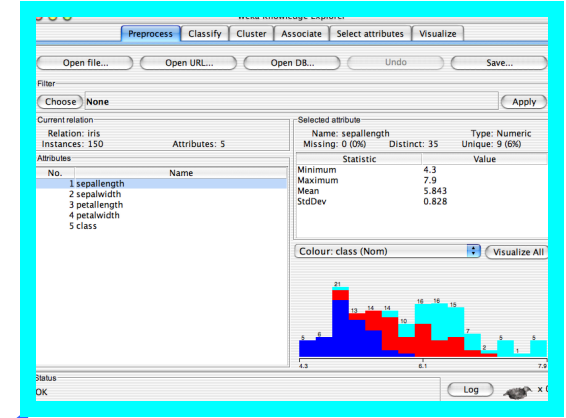 Weka Knowledge Explorer
Preprocess Classify Cluster Associate Select attributes Visualize
Open file... Open URL... Open DB... Undo Save...
Filter
Choose None Apply
Current relation
Relation: iris
Instances: 150 Attributes: 5
Selected attribute
Name: sepallength Type: Numeric
Missing: 0 (0%) Distinct: 35 Unique: 9 (6%)
Attributes
No. Name
1 sepallength
2 sepalwidth
3 petallength
4 petalwidth
5 class
Statistic Value
Minimum 4.3
Maximum 7.9
Mean 5.843
StdDev 0.828
Colour: class (Nom) Visualize All
21
16 16 15
13 14 14
10
5 8 7
2 5 1 5
4.3 6.1 7.9
Status
OK
Log x 0